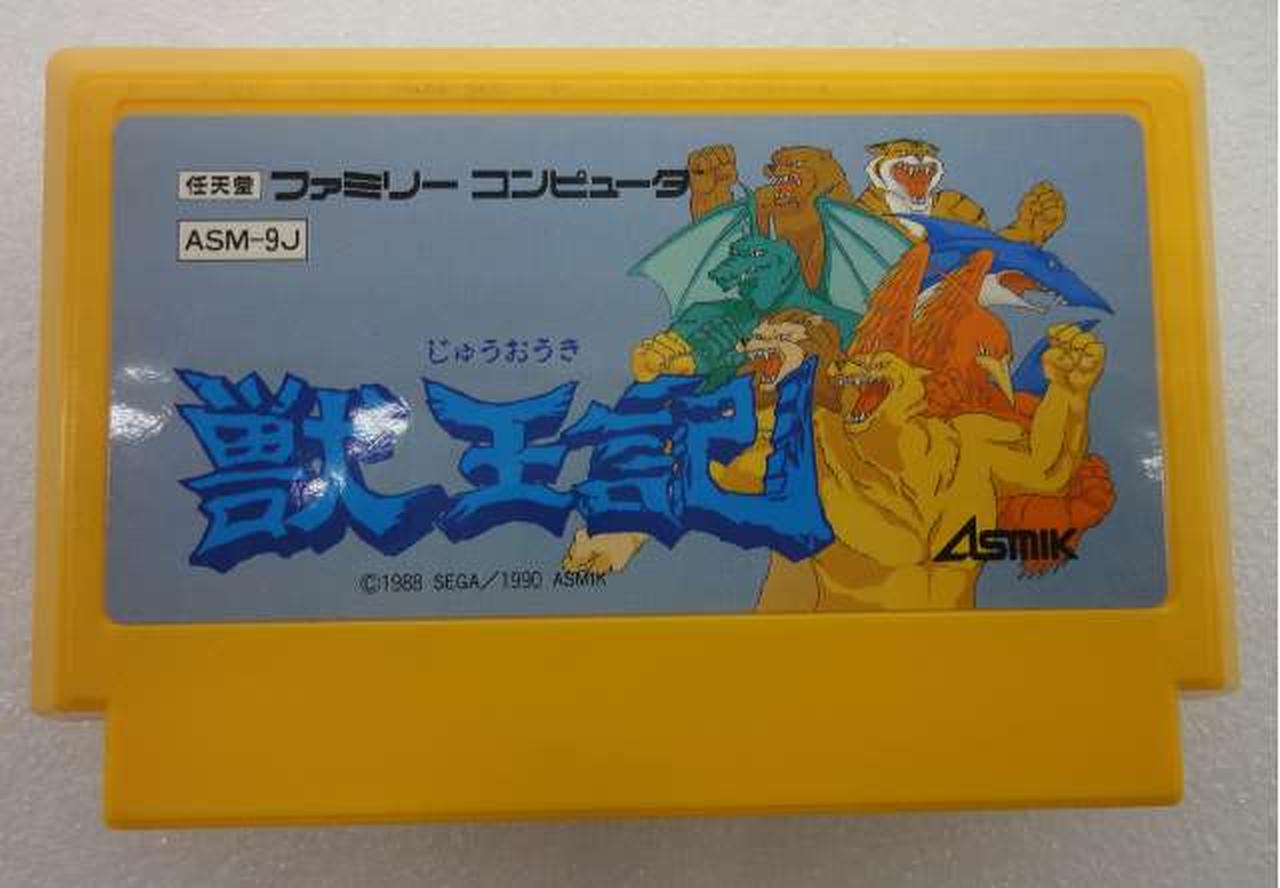 任天堂 ファミリー コンピュータ
ASM-9J
じゅうおうき
獣王記
©1988 SEGA/1990 ASMIK
ASMIK